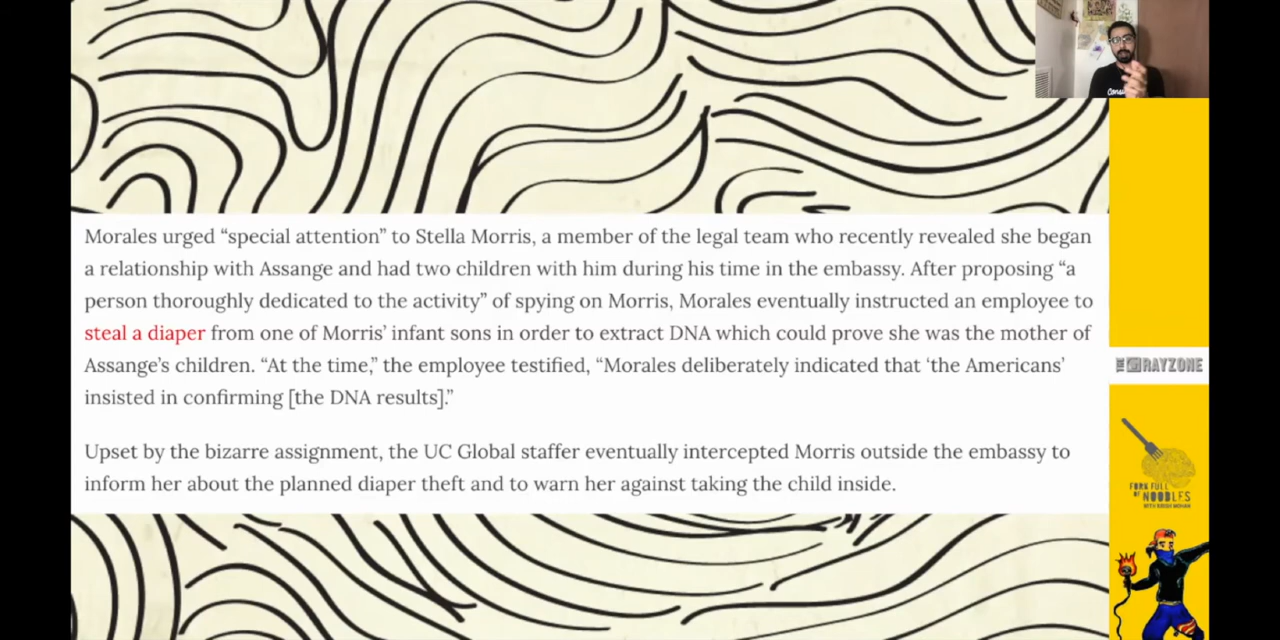 Morales urged “special attention” to Stella Morris, a member of the legal team who recently revealed she began
a relationship with Assange and had two children with him during his time in the embassy. After proposing “a
person thoroughly dedicated to the activity” of spying on Morris, Morales eventually instructed an employee to
steal a diaper from one of Morris’ infant sons in order to extract DNA which could prove she was the mother of
Assange’s children. “At the time,” the employee testified, “Morales deliberately indicated that ‘the Americans’
insisted in confirming [the DNA results].”
Upset by the bizarre assignment, the UC Global staffer eventually intercepted Morris outside the embassy to
inform her about the planned diaper theft and to warn her against taking the child inside.
THE GRAYZONE
FORK FULL
OF NOODLES
WITH KRISH MOHAN